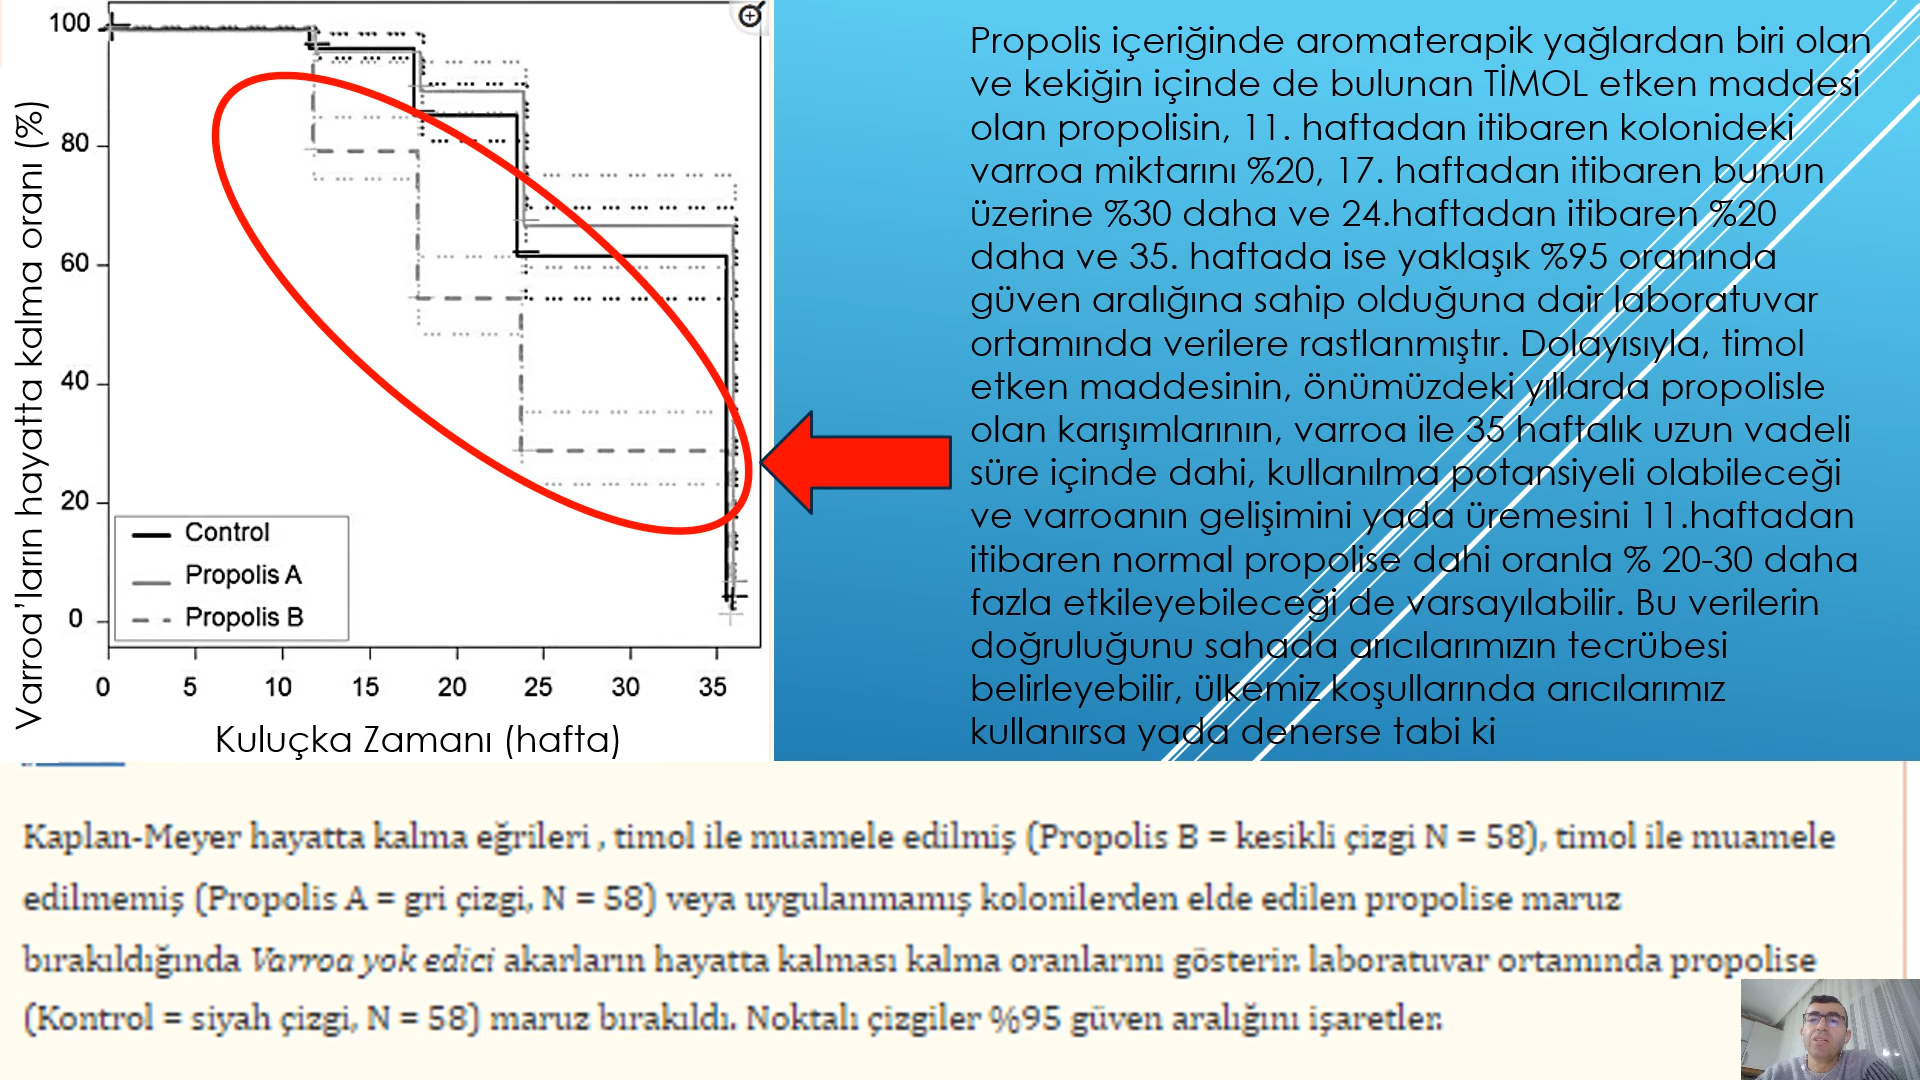 Varroa'ların hayatta kalma oranı (%)
100
80
60
40
20
0
Control
Propolis A
Propolis B
0 5 10 15 20 25 30 35
Kuluçka Zamanı (hafta)
Propolis içeriğinde aromaterapik yağlardan biri olan
ve kekiğin içinde de bulunan TİMOL etken maddesi
olan propolisin, 11. haftadan itibaren kolonideki
varroa miktarını %20, 17. haftadan itibaren bunun
üzerine %30 daha ve 24.haftadan itibaren %20
daha ve 35. haftada ise yaklaşık %95 oranında
güven aralığına sahip olduğuna dair laboratuvar
ortamında verilere rastlanmıştır. Dolayısıyla, timol
etken maddesinin, önümüzdeki yıllarda propolisle
olan karışımlarının, varroa ile 35 haftalık uzun vadeli
süre içinde dahi, kullanılma potansiyeli olabileceği
ve varroanın gelişimini yada üremesini 11.haftadan
itibaren normal propolise dahi oranla % 20-30 daha
fazla etkileyebileceği de varsayılabilir. Bu verilerin
doğruluğunu sahada arıcılarımızın tecrübesi
belirleyebilir, ülkemiz koşullarında arıcılarımız
kullanırsa yada denerse tabi ki
Kaplan-Meyer hayatta kalma eğrileri , timol ile muamele edilmiş (Propolis B = kesikli çizgi N = 58), timol ile muamele
edilmemiş (Propolis A = gri çizgi, N = 58) veya uygulanmamış kolonilerden elde edilen propolise maruz
bırakıldığında Varroa yok edici akarların hayatta kalması kalma oranlarını gösterir. laboratuvar ortamında propolise
(Kontrol = siyah çizgi, N = 58) maruz bırakıldı. Noktalı çizgiler %95 güven aralığını işaretler.